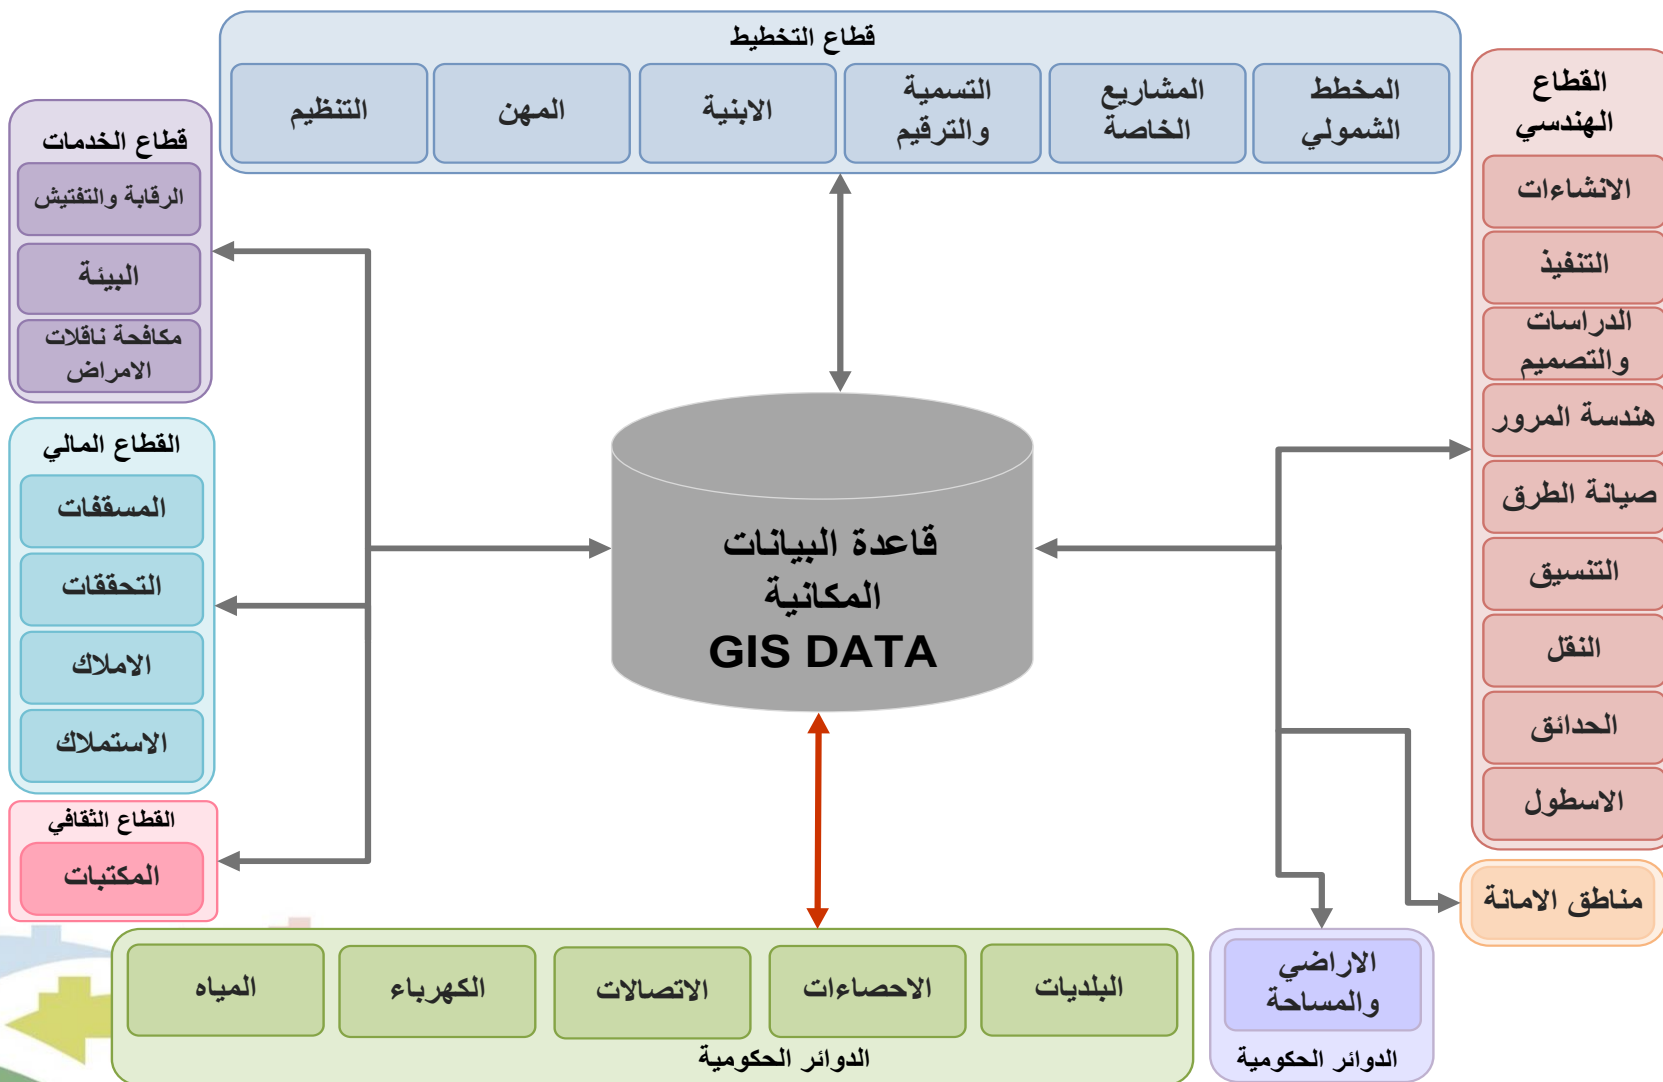 قطاع التخطيط
المخطط
الشمولي
المشاريع
الخاصة
التسمية
والترقيم
الابنية
المهن
التنظيم
القطاع
الهندسي
الانشاءات
التنفيذ
الدراسات
والتصميم
هندسة المرور
صيانة الطرق
التنسيق
النقل
الحدائق
الاسطول
مناطق الامانة
قطاع الخدمات
الرقابة والتفتيش
البيئة
مكافحة ناقلات
الامراض
القطاع المالي
المسقفات
التحققات
الاملاك
الاستملاك
القطاع الثقافي
المكتبات
قاعدة البيانات
المكانية
GIS DATA
الاراضي
والمساحة
الدوائر الحكومية
البلديات
الاحصاءات
الاتصالات
الكهرباء
المياه
الدوائر الحكومية